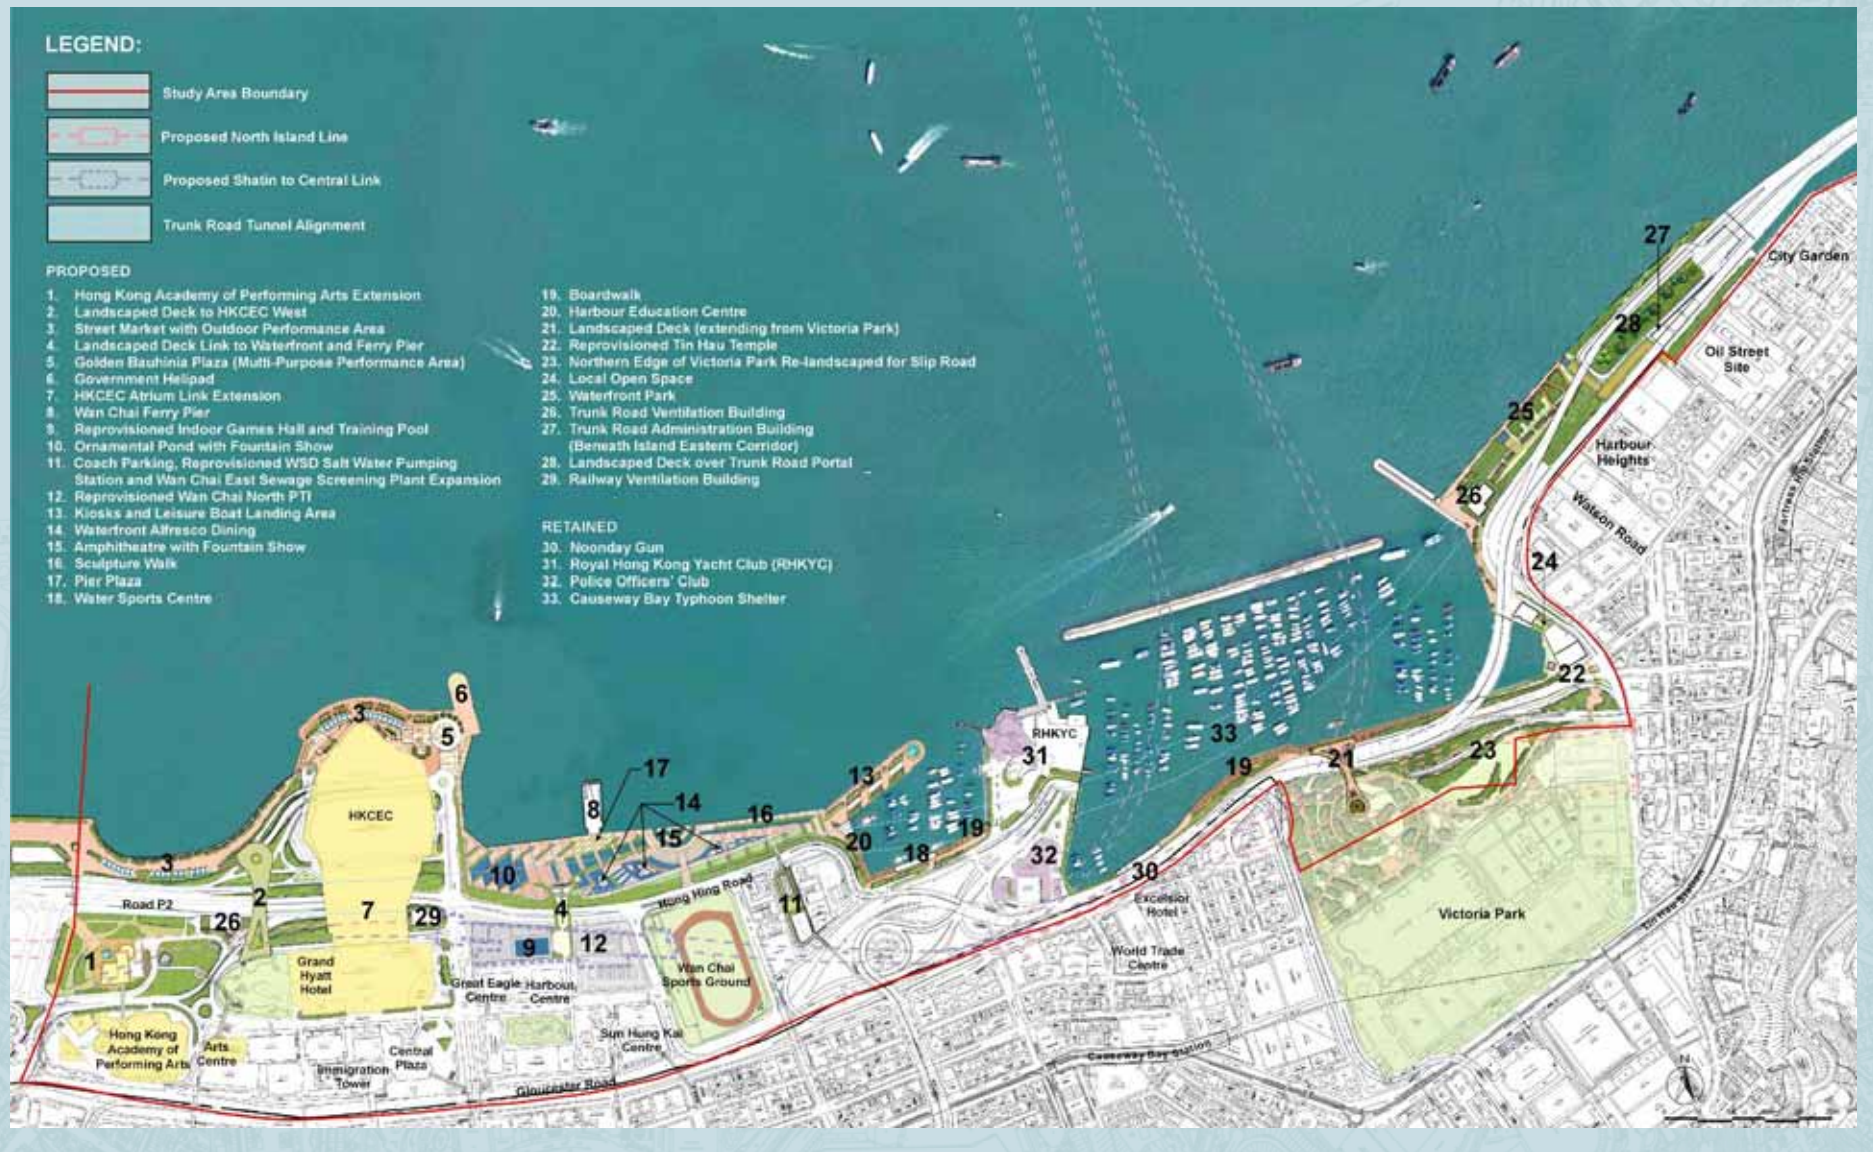 LEGEND:
Study Area Boundary
Proposed North Island Line
Proposed Shatin to Central Link
Trunk Road Tunnel Alignment
PROPOSED
1. Hong Kong Academy of Performing Arts Extension
2. Landscaped Deck to HKCEC West
3. Street Market with Outdoor Performance Area
4. Landscaped Deck Link to Waterfront and Ferry Pier
5. Golden Bauhinia Plaza (Multi-Purpose Performance Area)
6. Government Helipad
7. HKCEC Atrium Link Extension
8. Wan Chai Ferry Pier
9. Reprovisioned Indoor Games Hall and Training Pool
10. Ornamental Pond with Fountain Show
11. Coach Parking, Reprovisioned WSD Salt Water Pumping
Station and Wan Chai East Sewage Screening Plant Expansion
12. Reprovisioned Wan Chai North PTI
13. Kiosks and Leisure Boat Landing Area
14. Waterfront Alfresco Dining
15. Amphitheatre with Fountain Show
16. Sculpture Walk
17. Pier Plaza
18. Water Sports Centre
19. Boardwalk
20. Harbour Education Centre
21. Landscaped Deck (extending from Victoria Park)
22. Reprovisioned Tin Hau Temple
23. Northern Edge of Victoria Park Re-landscaped for Slip Road
24. Local Open Space
25. Waterfront Park
26. Trunk Road Ventilation Building
27. Trunk Road Administration Building
(Beneath Island Eastern Corridor)
28. Landscaped Deck over Trunk Road Portal
29. Railway Ventilation Building
RETAINED
30. Noonday Gun
31. Royal Hong Kong Yacht Club (RHKYC)
32. Police Officers' Club
33. Causeway Bay Typhoon Shelter
27
City Garden
28
Oil Street
Site
25
Harbour
Heights
26
Watson Road
Fortress Hill Station
24
22
6
3
5
RHKYC
31
33
23
21
19
17
13
8
14
16
HKCEC
15
20
19
18
3
32
30
10
Hung Hing Road
Excelsior
Hotel
2
Road P2
26
7
29
4
11
Victoria Park
Tin Hau Station
9
12
1
Grand
Hyatt
Hotel
World Trade
Centre
Wan Chai
Sports Ground
Great Eagle
Centre
Harbour
Centre
Hong Kong
Academy of
Performing Arts
Arts
Centre
Sun Hung Kai
Centre
Central
Plaza
Causeway Bay Station
Immigration
Tower
Gloucester Road
N